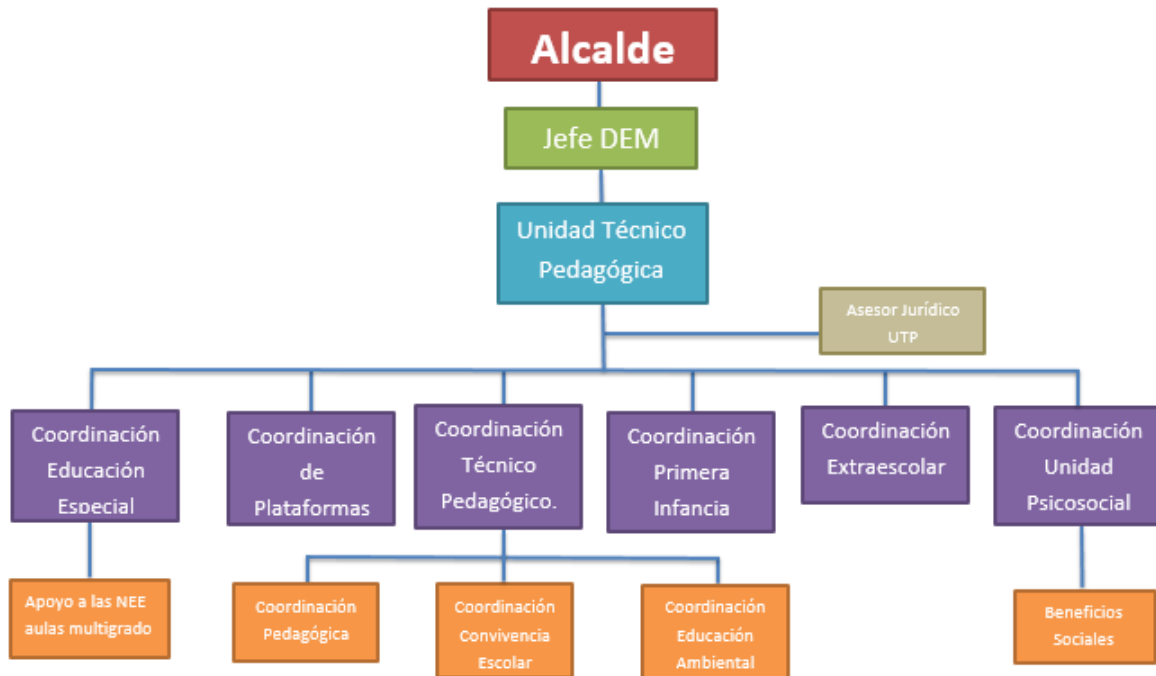 Alcalde
Jefe DEM
Unidad Técnico
Pedagógica
Asesor Jurídico
UTP
Coordinación
Educación
Especial
Coordinación
de
Plataformas
Coordinación
Técnico
Pedagógico.
Coordinación
Primera
Infancia
Coordinación
Extraescolar
Coordinación
Unidad
Psicosocial
Apoyo a las NEE
aulas multigrado
Coordinación
Pedagógica
Coordinación
Convivencia
Escolar
Coordinación
Educación
Ambiental
Beneficios
Sociales